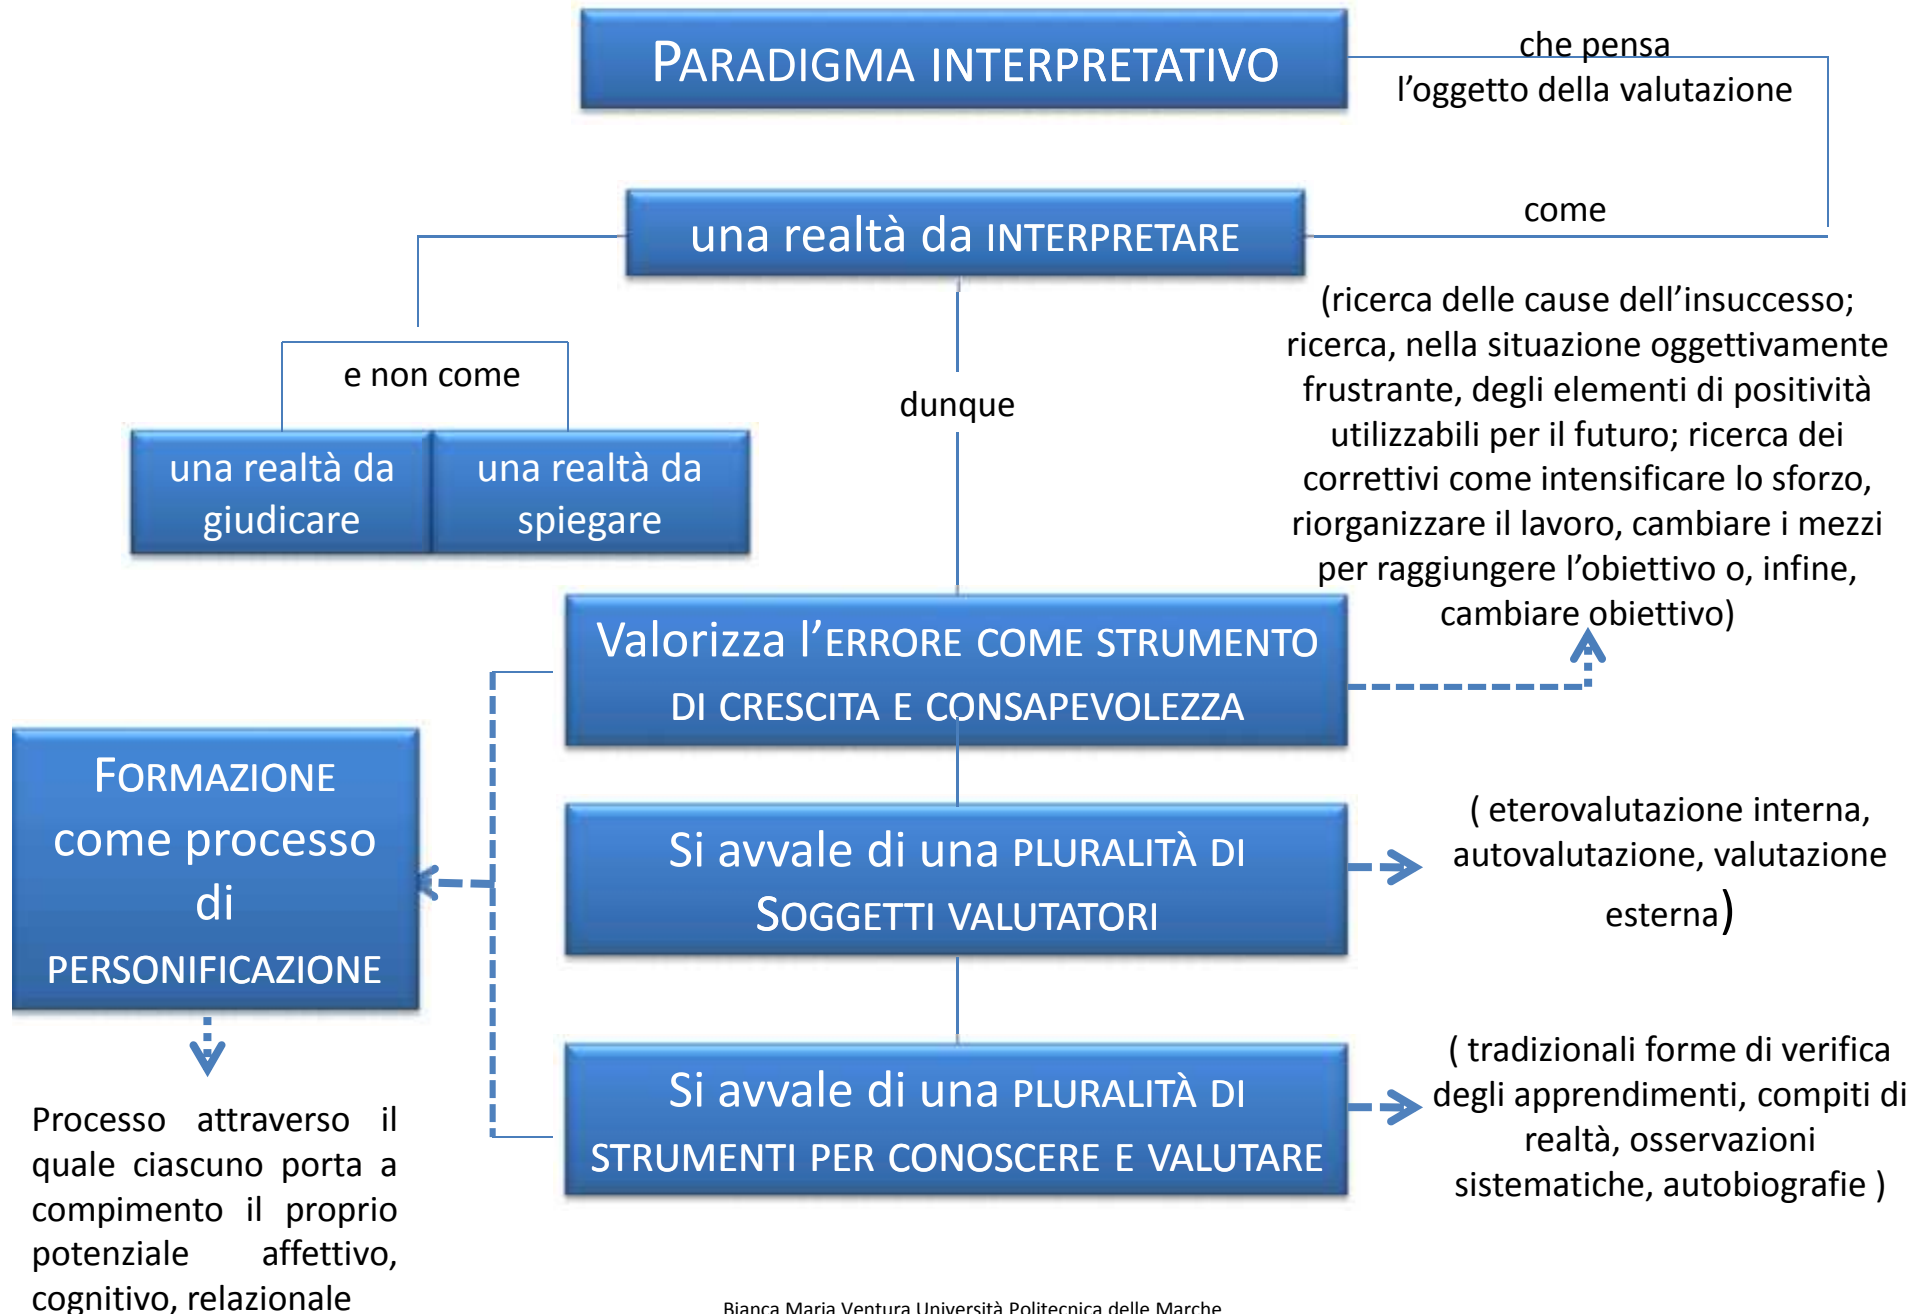 PARADIGMA INTERPRETATIVO
che pensa
l'oggetto della valutazione
una realtà da INTERPRETARE
come
e non come
una realtà da
giudicare
una realtà da
spiegare
dunque
(ricerca delle cause dell'insuccesso;
ricerca, nella situazione oggettivamente
frustrante, degli elementi di positività
utilizzabili per il futuro; ricerca dei
correttivi come intensificare lo sforzo,
riorganizzare il lavoro, cambiare i mezzi
per raggiungere l'obiettivo o, infine,
cambiare obiettivo)
Valorizza l'ERRORE COME STRUMENTO
DI CRESCITA E CONSAPEVOLEZZA
FORMAZIONE
come processo
di
PERSONIFICAZIONE
Si avvale di una PLURALITÀ DI
SOGGETTI VALUTATORI
( eterovalutazione interna,
autovalutazione, valutazione
esterna)
Si avvale di una PLURALITÀ DI
STRUMENTI PER CONOSCERE E VALUTARE
( tradizionali forme di verifica
degli apprendimenti, compiti di
realtà, osservazioni
sistematiche, autobiografie )
Processo attraverso il
quale ciascuno porta a
compimento il proprio
potenziale affettivo,
cognitivo, relazionale
Bianca Maria Ventura Università Politecnica delle Marche